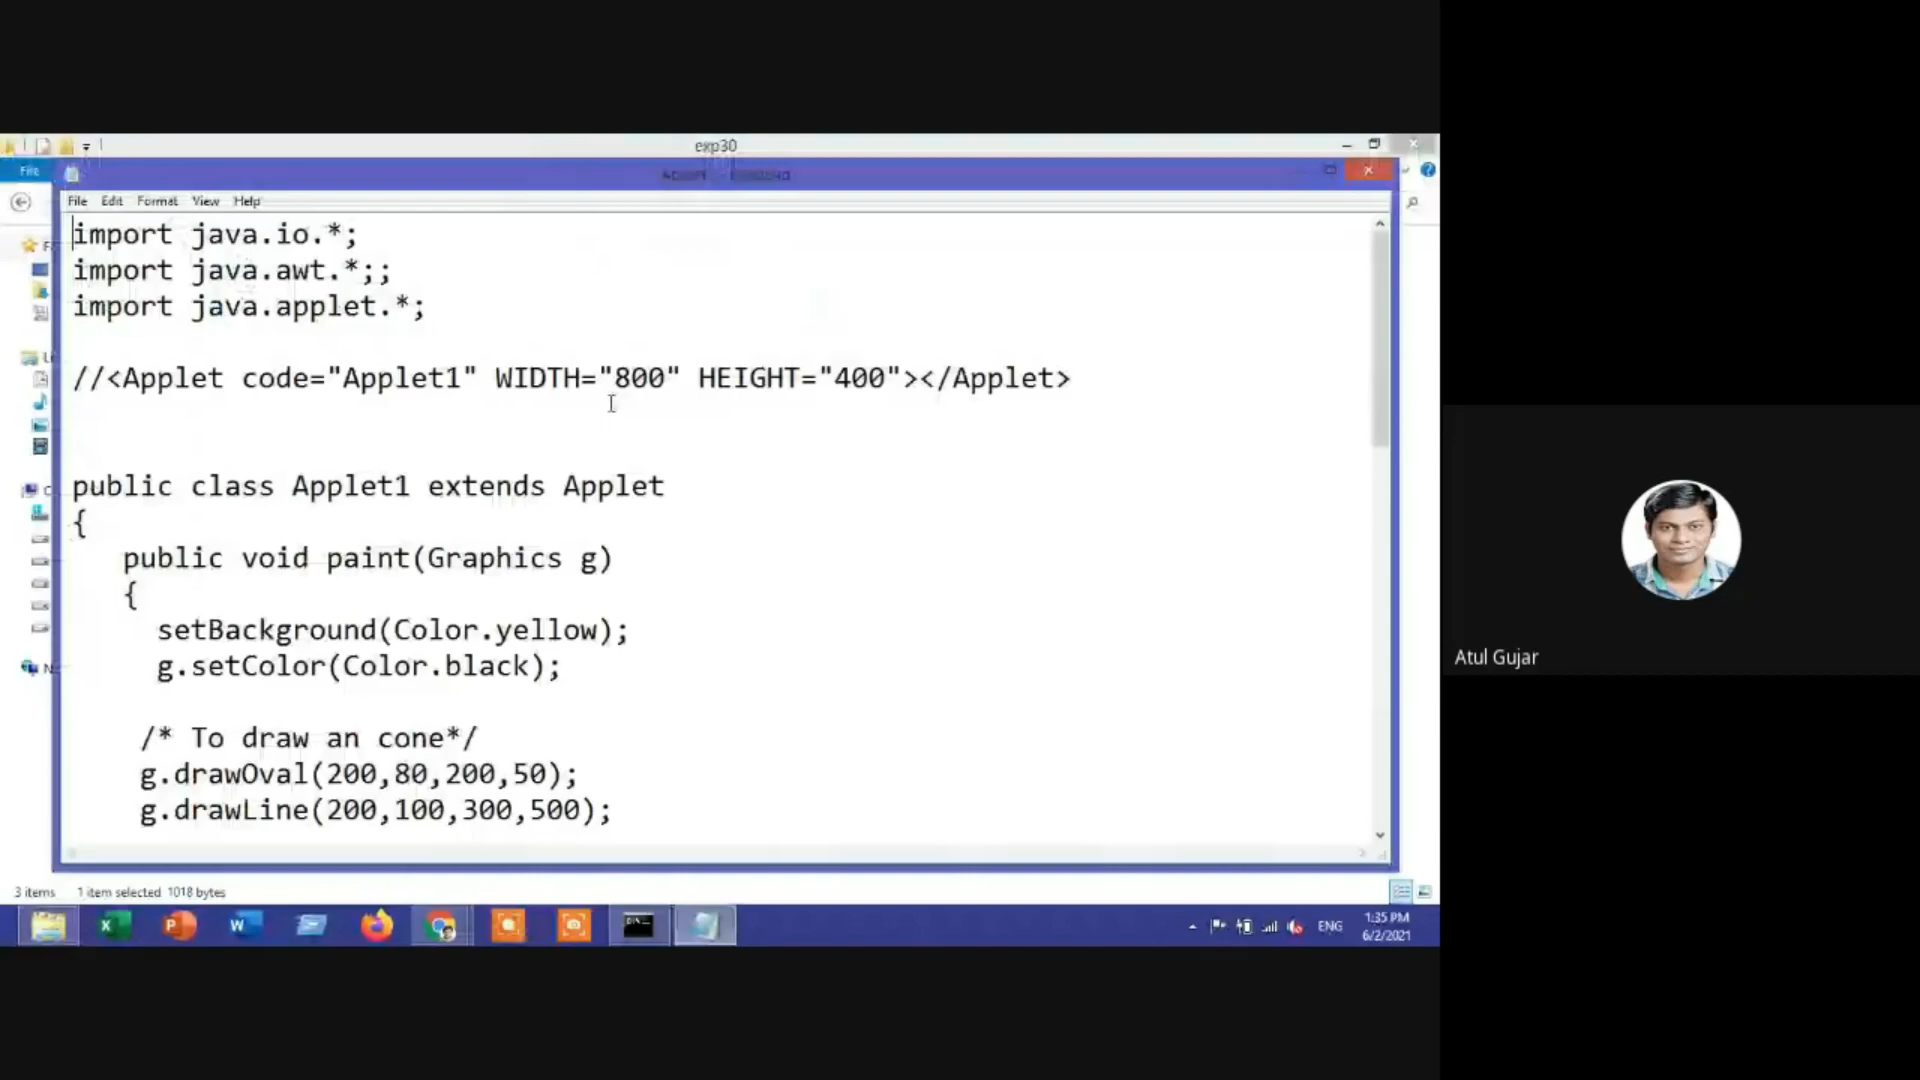 exp30
File
File Edit Format View Help
import java.io.*;
import java.awt.*;;
import java.applet.*;
//<Applet code="Applet1" WIDTH="800" HEIGHT="400"></Applet>
public class Applet1 extends Applet
{
public void paint(Graphics g)
{
setBackground(Color.yellow);
g.setColor(Color.black);
/* To draw an cone*/
g.drawOval(200,80,200,50);
g.drawLine(200,100,300,500);
3 items 1 item selected 1018 bytes
ENG
1:35 PM
6/2/2021
Atul Gujar